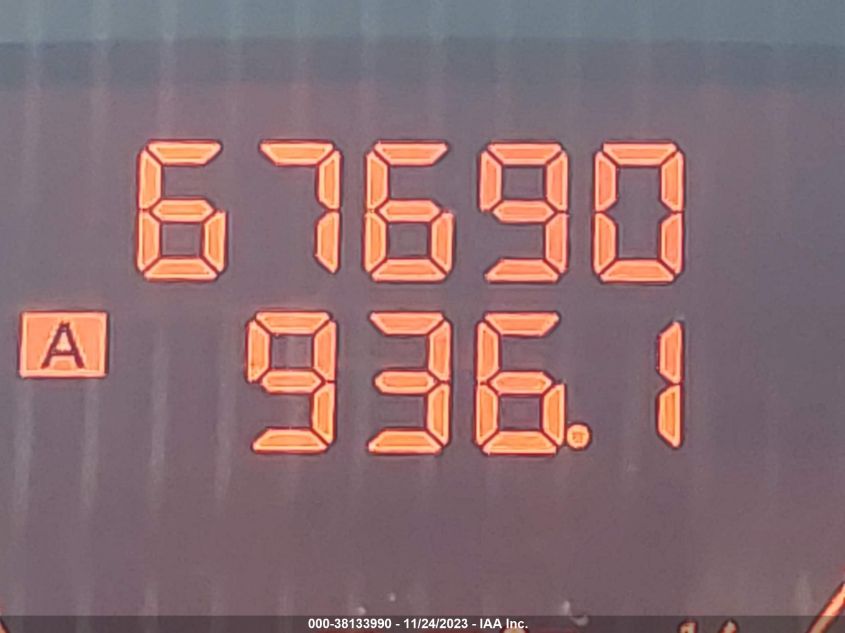 67690
A 936.1
000-38133990 - 11/24/2023 - IAA Inc.